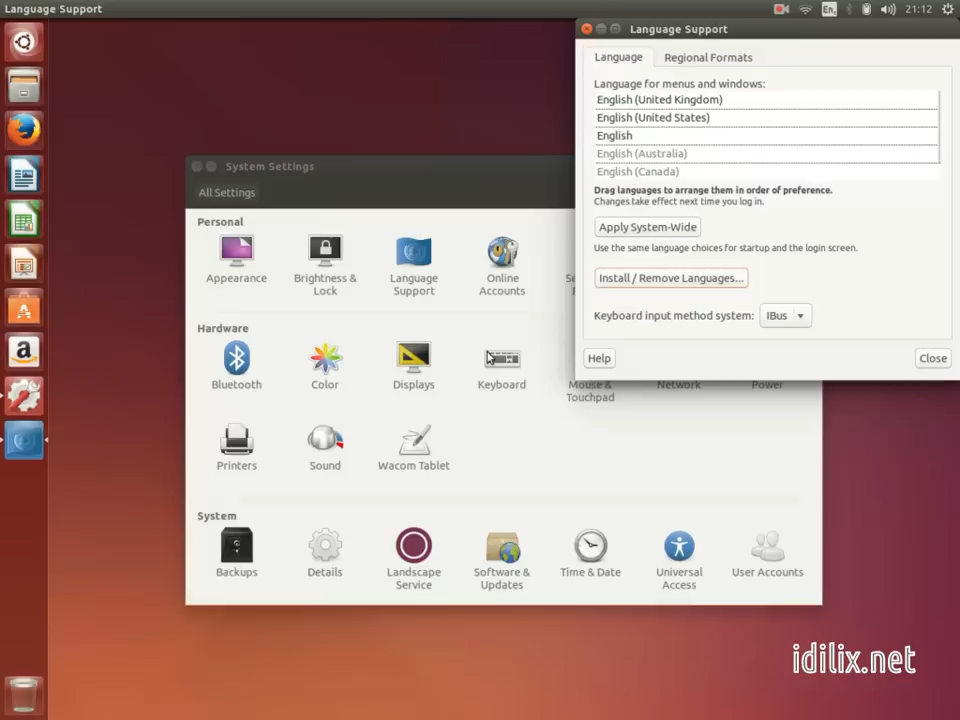 Language Support
En
21:12
Language Support
Language
Regional Formats
Language for menus and windows:
English (United Kingdom)
English (United States)
English
English (Australia)
English (Canada)
Drag languages to arrange them in order of preference.
Changes take effect next time you log in.
Apply System-Wide
Use the same language choices for startup and the login screen.
Install / Remove Languages...
Keyboard input method system:
IBus
Help
Close
System Settings
All Settings
Personal
Appearance
Brightness &
Lock
Language
Support
Online
Accounts
Hardware
Bluetooth
Color
Displays
Keyboard
Mouse &
Touchpad
Network
Power
Printers
Sound
Wacom Tablet
System
Backups
Details
Landscape
Service
Software &
Updates
Time & Date
Universal
Access
User Accounts
idilix.net